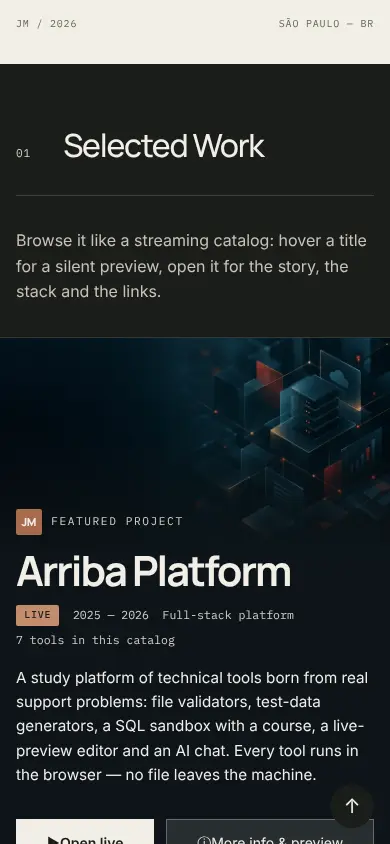 JM / 2026
SÃO PAULO — BR
01
Selected Work
Browse it like a streaming catalog: hover a title
for a silent preview, open it for the story, the
stack and the links.
JM
FEATURED PROJECT
Arriba Platform
LIVE
2025 — 2026
Full-stack platform
7 tools in this catalog
A study platform of technical tools born from real
support problems: file validators, test-data
generators, a SQL sandbox with a course, a live-
preview editor and an AI chat. Every tool runs in
the browser — no file leaves the machine.
↑
▶Open live
ⓘMore info & preview